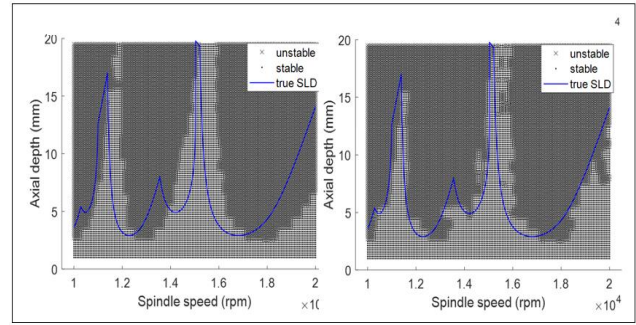 4
20
15
10
5
0
Axial depth (mm)
× unstable
· stable
true SLD
1 1.2 1.4 1.6 1.8 2
Spindle speed (rpm)
×10
20
15
10
5
0
Axial depth (mm)
× unstable
· stable
true SLD
1 1.2 1.4 1.6 1.8 2
Spindle speed (rpm)
×10⁴